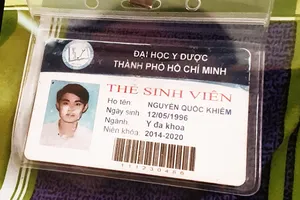 ĐẠI HỌC Y DƯỢC
THÀNH PHỐ HỒ CHÍ MINH
THẺ SINH VIÊN
Họ tên NGUYỄN QUỐC KHIÊM
Ngày sinh 12/05/1996
Ngành. Y đa khoa
Niên khóa 2014-2020
111230486